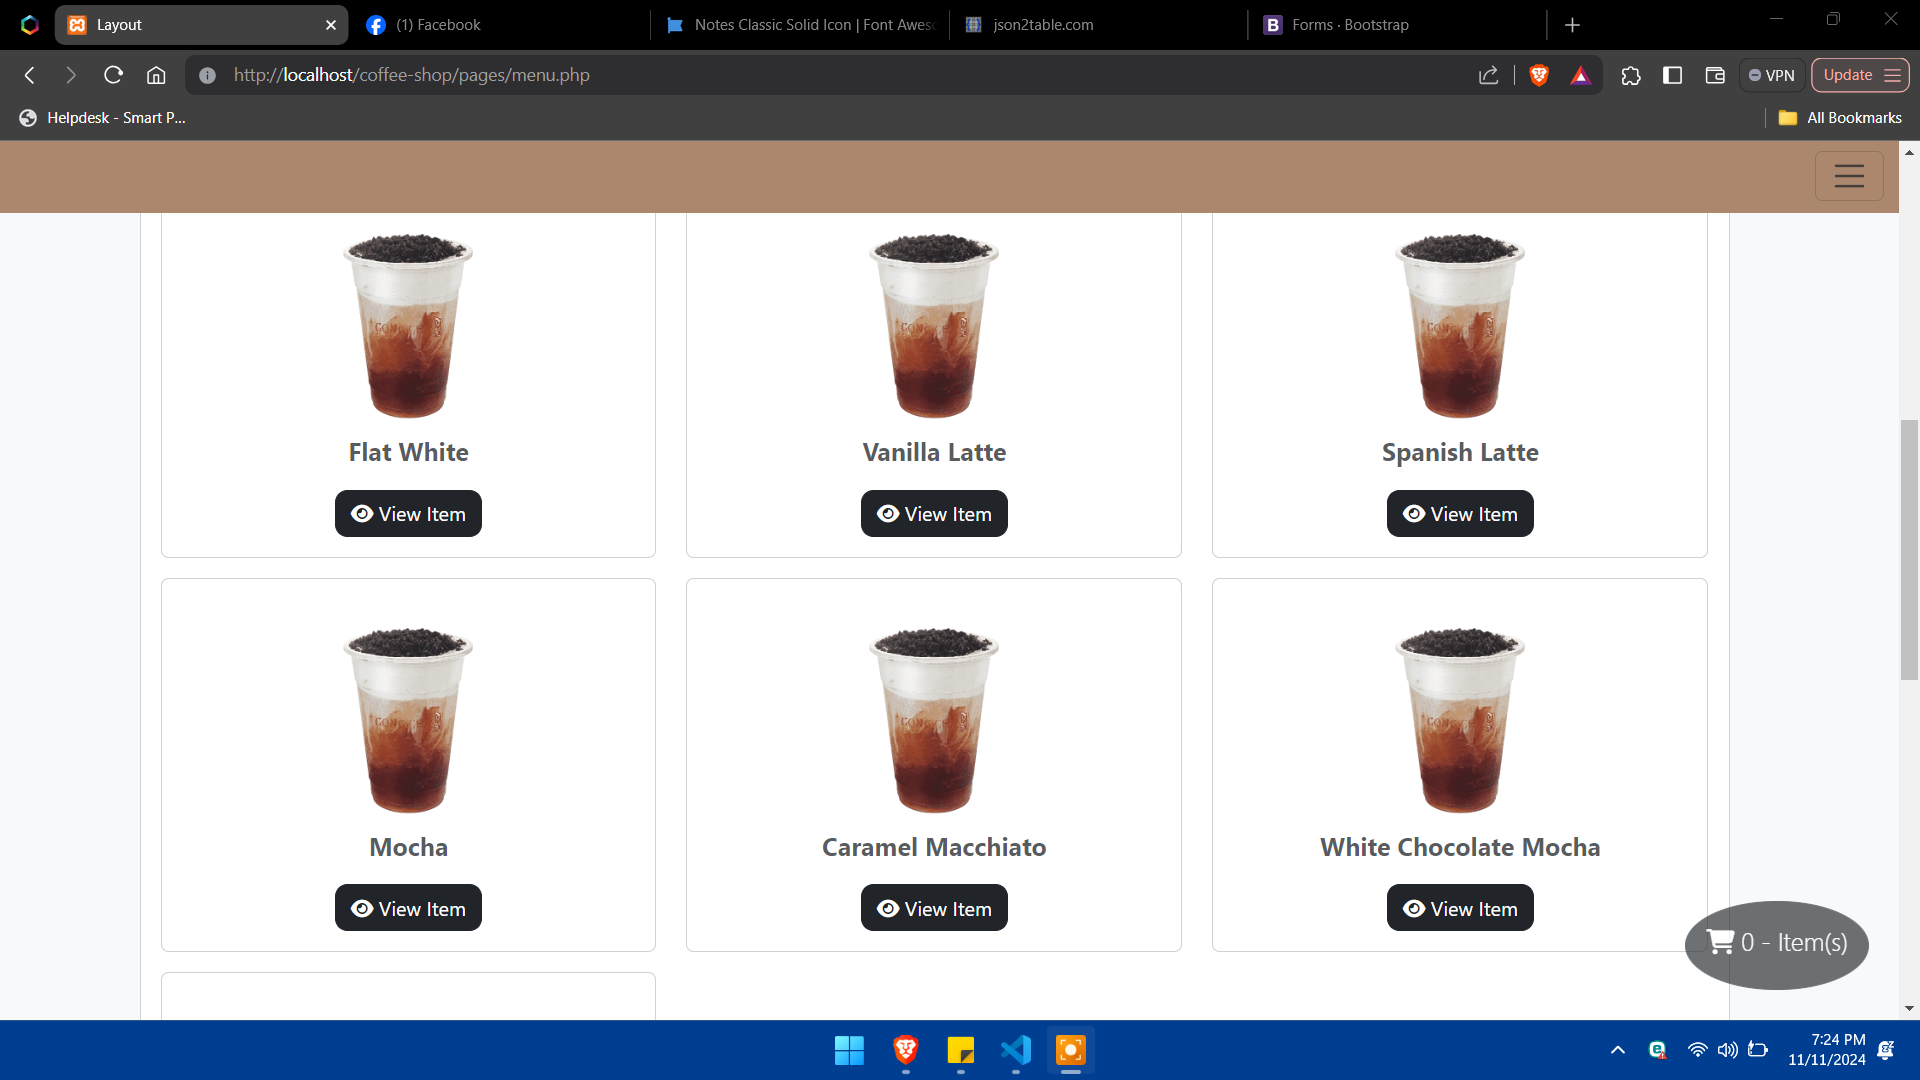 Layout
(1) Facebook
Notes Classic Solid Icon | Font Aweso
json2table.com
B Forms · Bootstrap
http://localhost/coffee-shop/pages/menu.php
VPN
Update
Helpdesk - Smart P...
All Bookmarks
Flat White
Vanilla Latte
Spanish Latte
View Item
View Item
View Item
Mocha
Caramel Macchiato
White Chocolate Mocha
View Item
View Item
View Item
0 - Item(s)
7:24 PM
11/11/2024